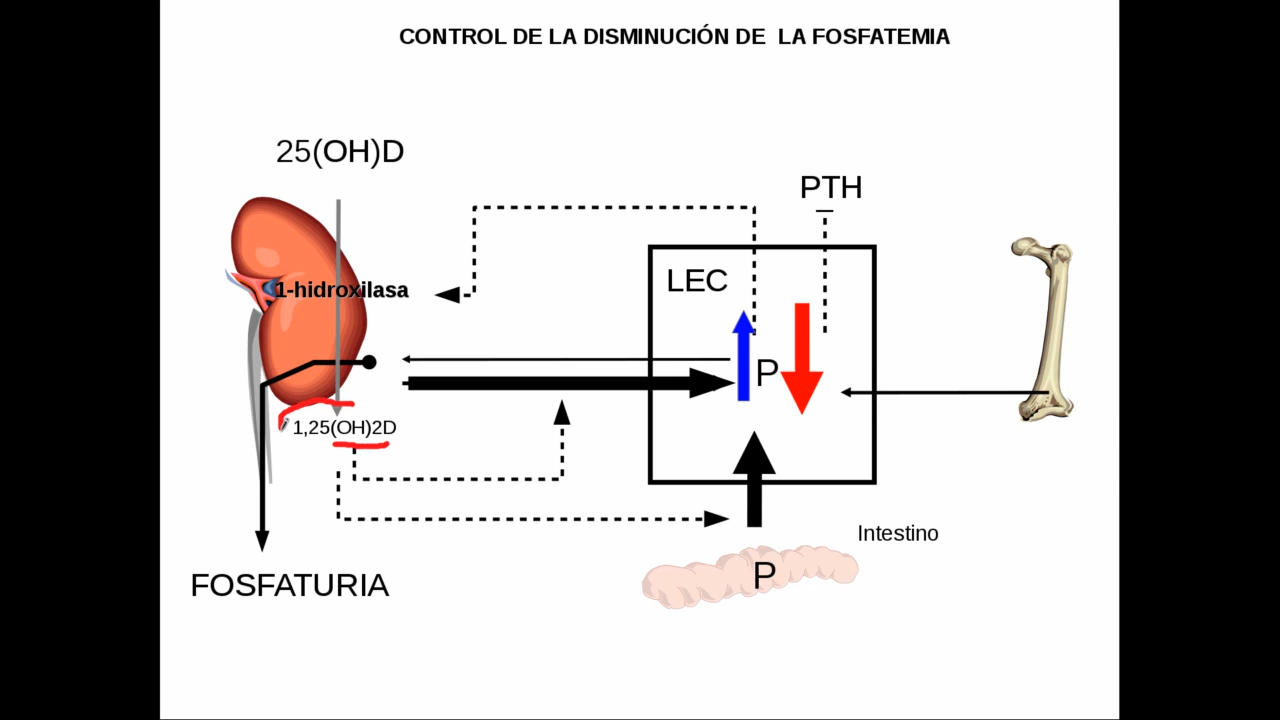 CONTROL DE LA DISMINUCIÓN DE LA FOSFATEMIA
25(OH)D
PTH
LEC
1-hidroxilasa
P
1,25(OH)2D
Intestino
P
FOSFATURIA